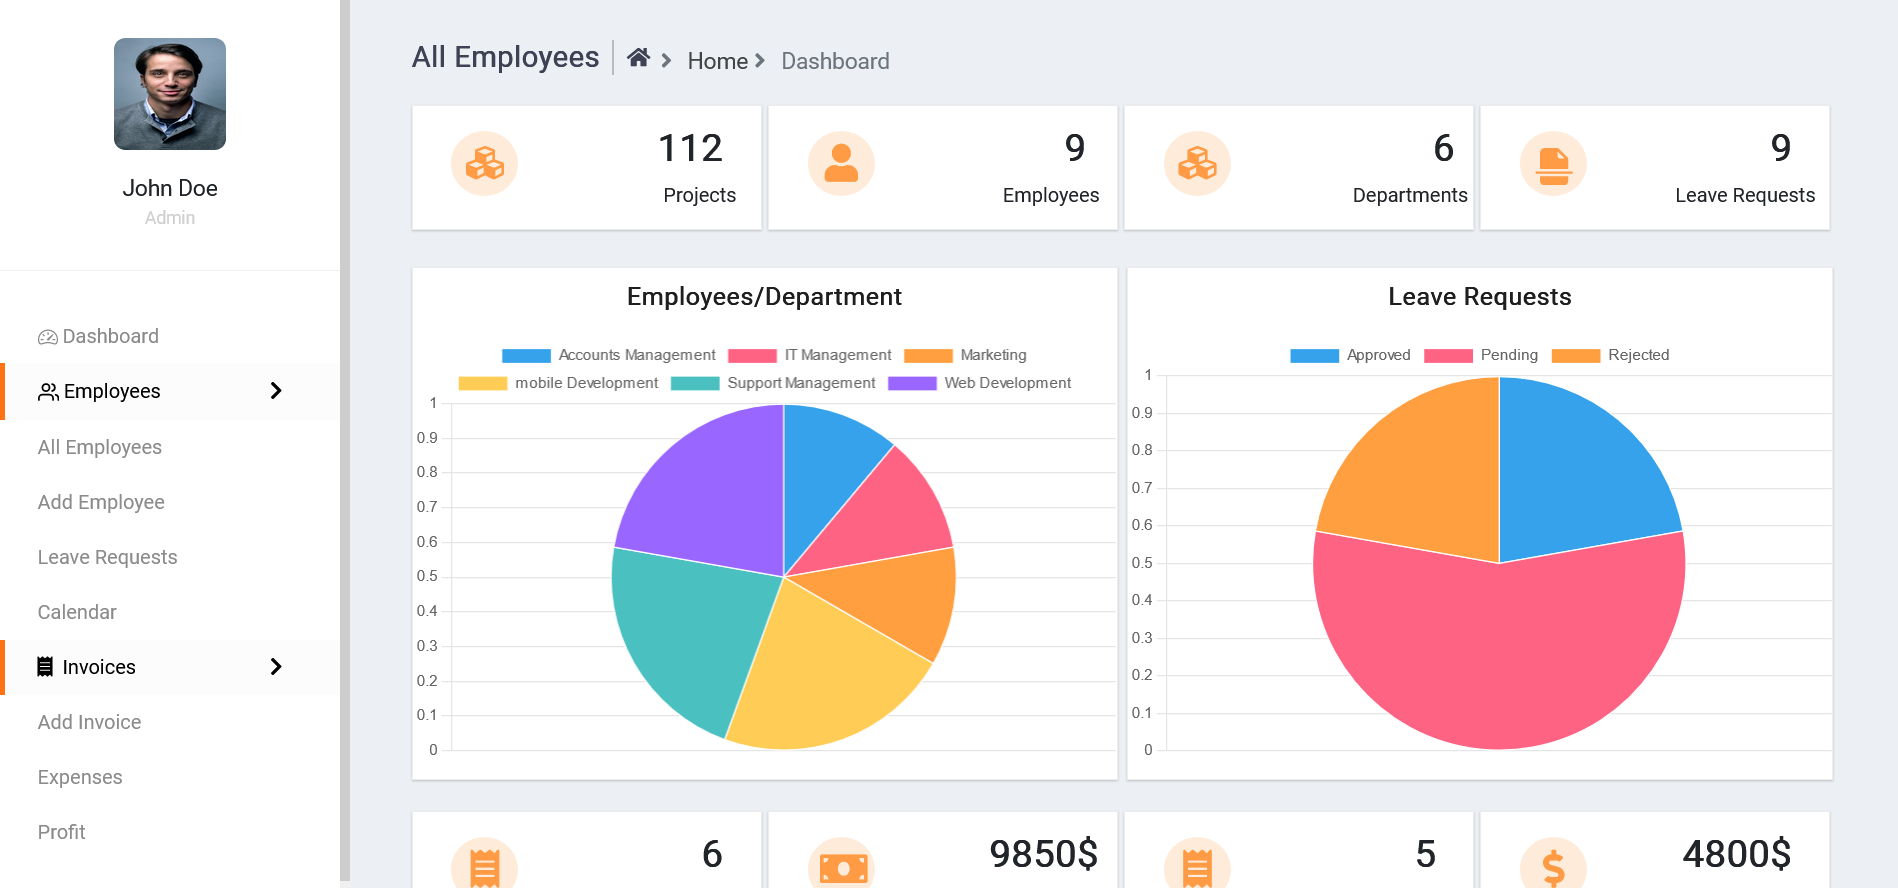 John Doe
Admin
Dashboard
Employees
All Employees
Add Employee
Leave Requests
Calendar
Invoices
Add Invoice
Expenses
Profit
All Employees Home Dashboard
112
Projects
9
Employees
6
Departments
9
Leave Requests
Employees/Department
Accounts Management IT Management Marketing
mobile Development Support Management Web Development
1
0.9
0.8
0.7
0.6
0.5
0.4
0.3
0.2
0.1
0
Leave Requests
Approved Pending Rejected
1
0.9
0.8
0.7
0.6
0.5
0.4
0.3
0.2
0.1
0
6
9850$
5
4800$